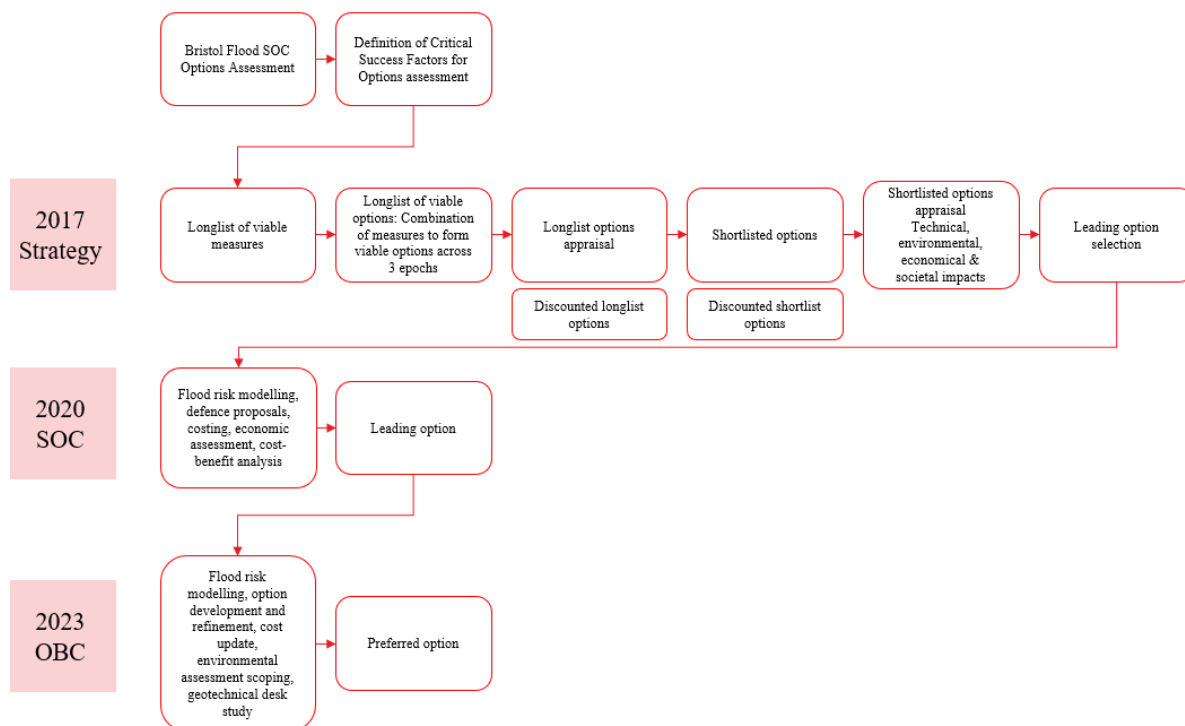 Bristol Flood SOC
Options Assessment
Definition of Critical
Success Factors for
Options assessment
2017
Strategy
Longlist of viable
measures
Longlist of viable
options: Combination
of measures to form
viable options across
3 epochs
Longlist options
appraisal
Shortlisted options
Shortlisted options
appraisal
Technical,
environmental,
economical &
societal impacts
Leading option
selection
Discounted longlist
options
Discounted shortlist
options
2020
SOC
Flood risk modelling,
defence proposals,
costing, economic
assessment, cost-
benefit analysis
Leading option
2023
OBC
Flood risk
modelling, option
development and
refinement, cost
update,
environmental
assessment scoping,
geotechnical desk
study
Preferred option